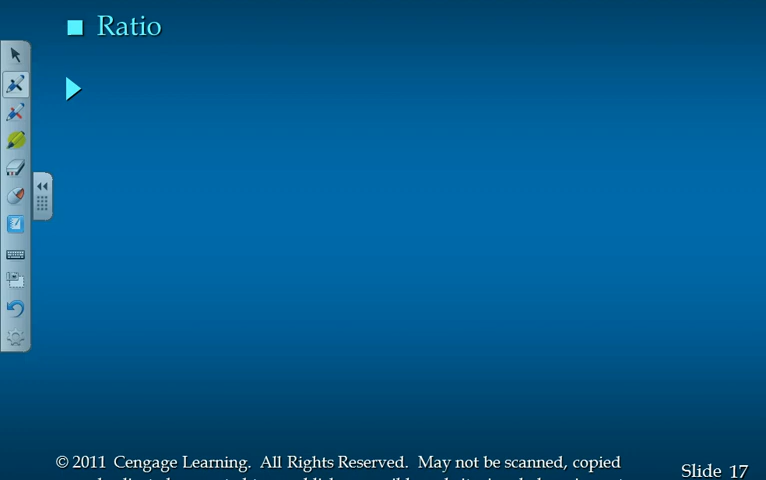 Ratio
© 2011 Cengage Learning. All Rights Reserved. May not be scanned, copied
Slide 17